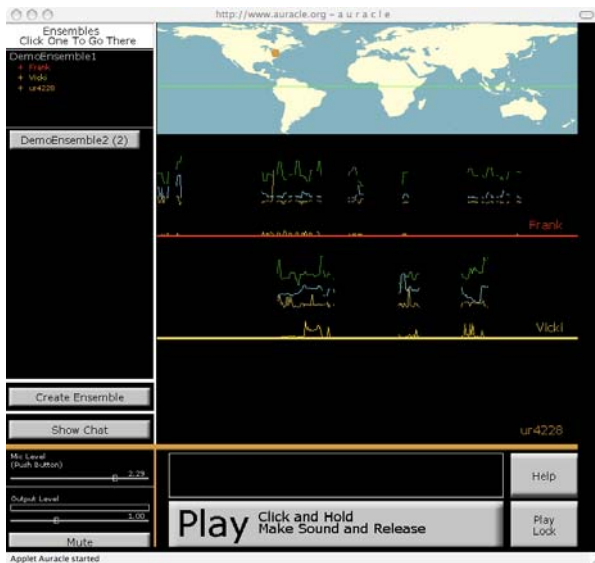 http://www.auracle.org – a u r a c l e
Ensembles
Click One To Go There
DemoEnsemble1
+ Frank
+ Vicki
+ ur4228
DemoEnsemble2 (2)
Frank
Vicki
ur4228
Create Ensemble
Show Chat
Mic Level
(Push Button)
2.29
Output Level
1.00
Mute
Play
Click and Hold
Make Sound and Release
Help
Play
Lock
Applet Auracle started